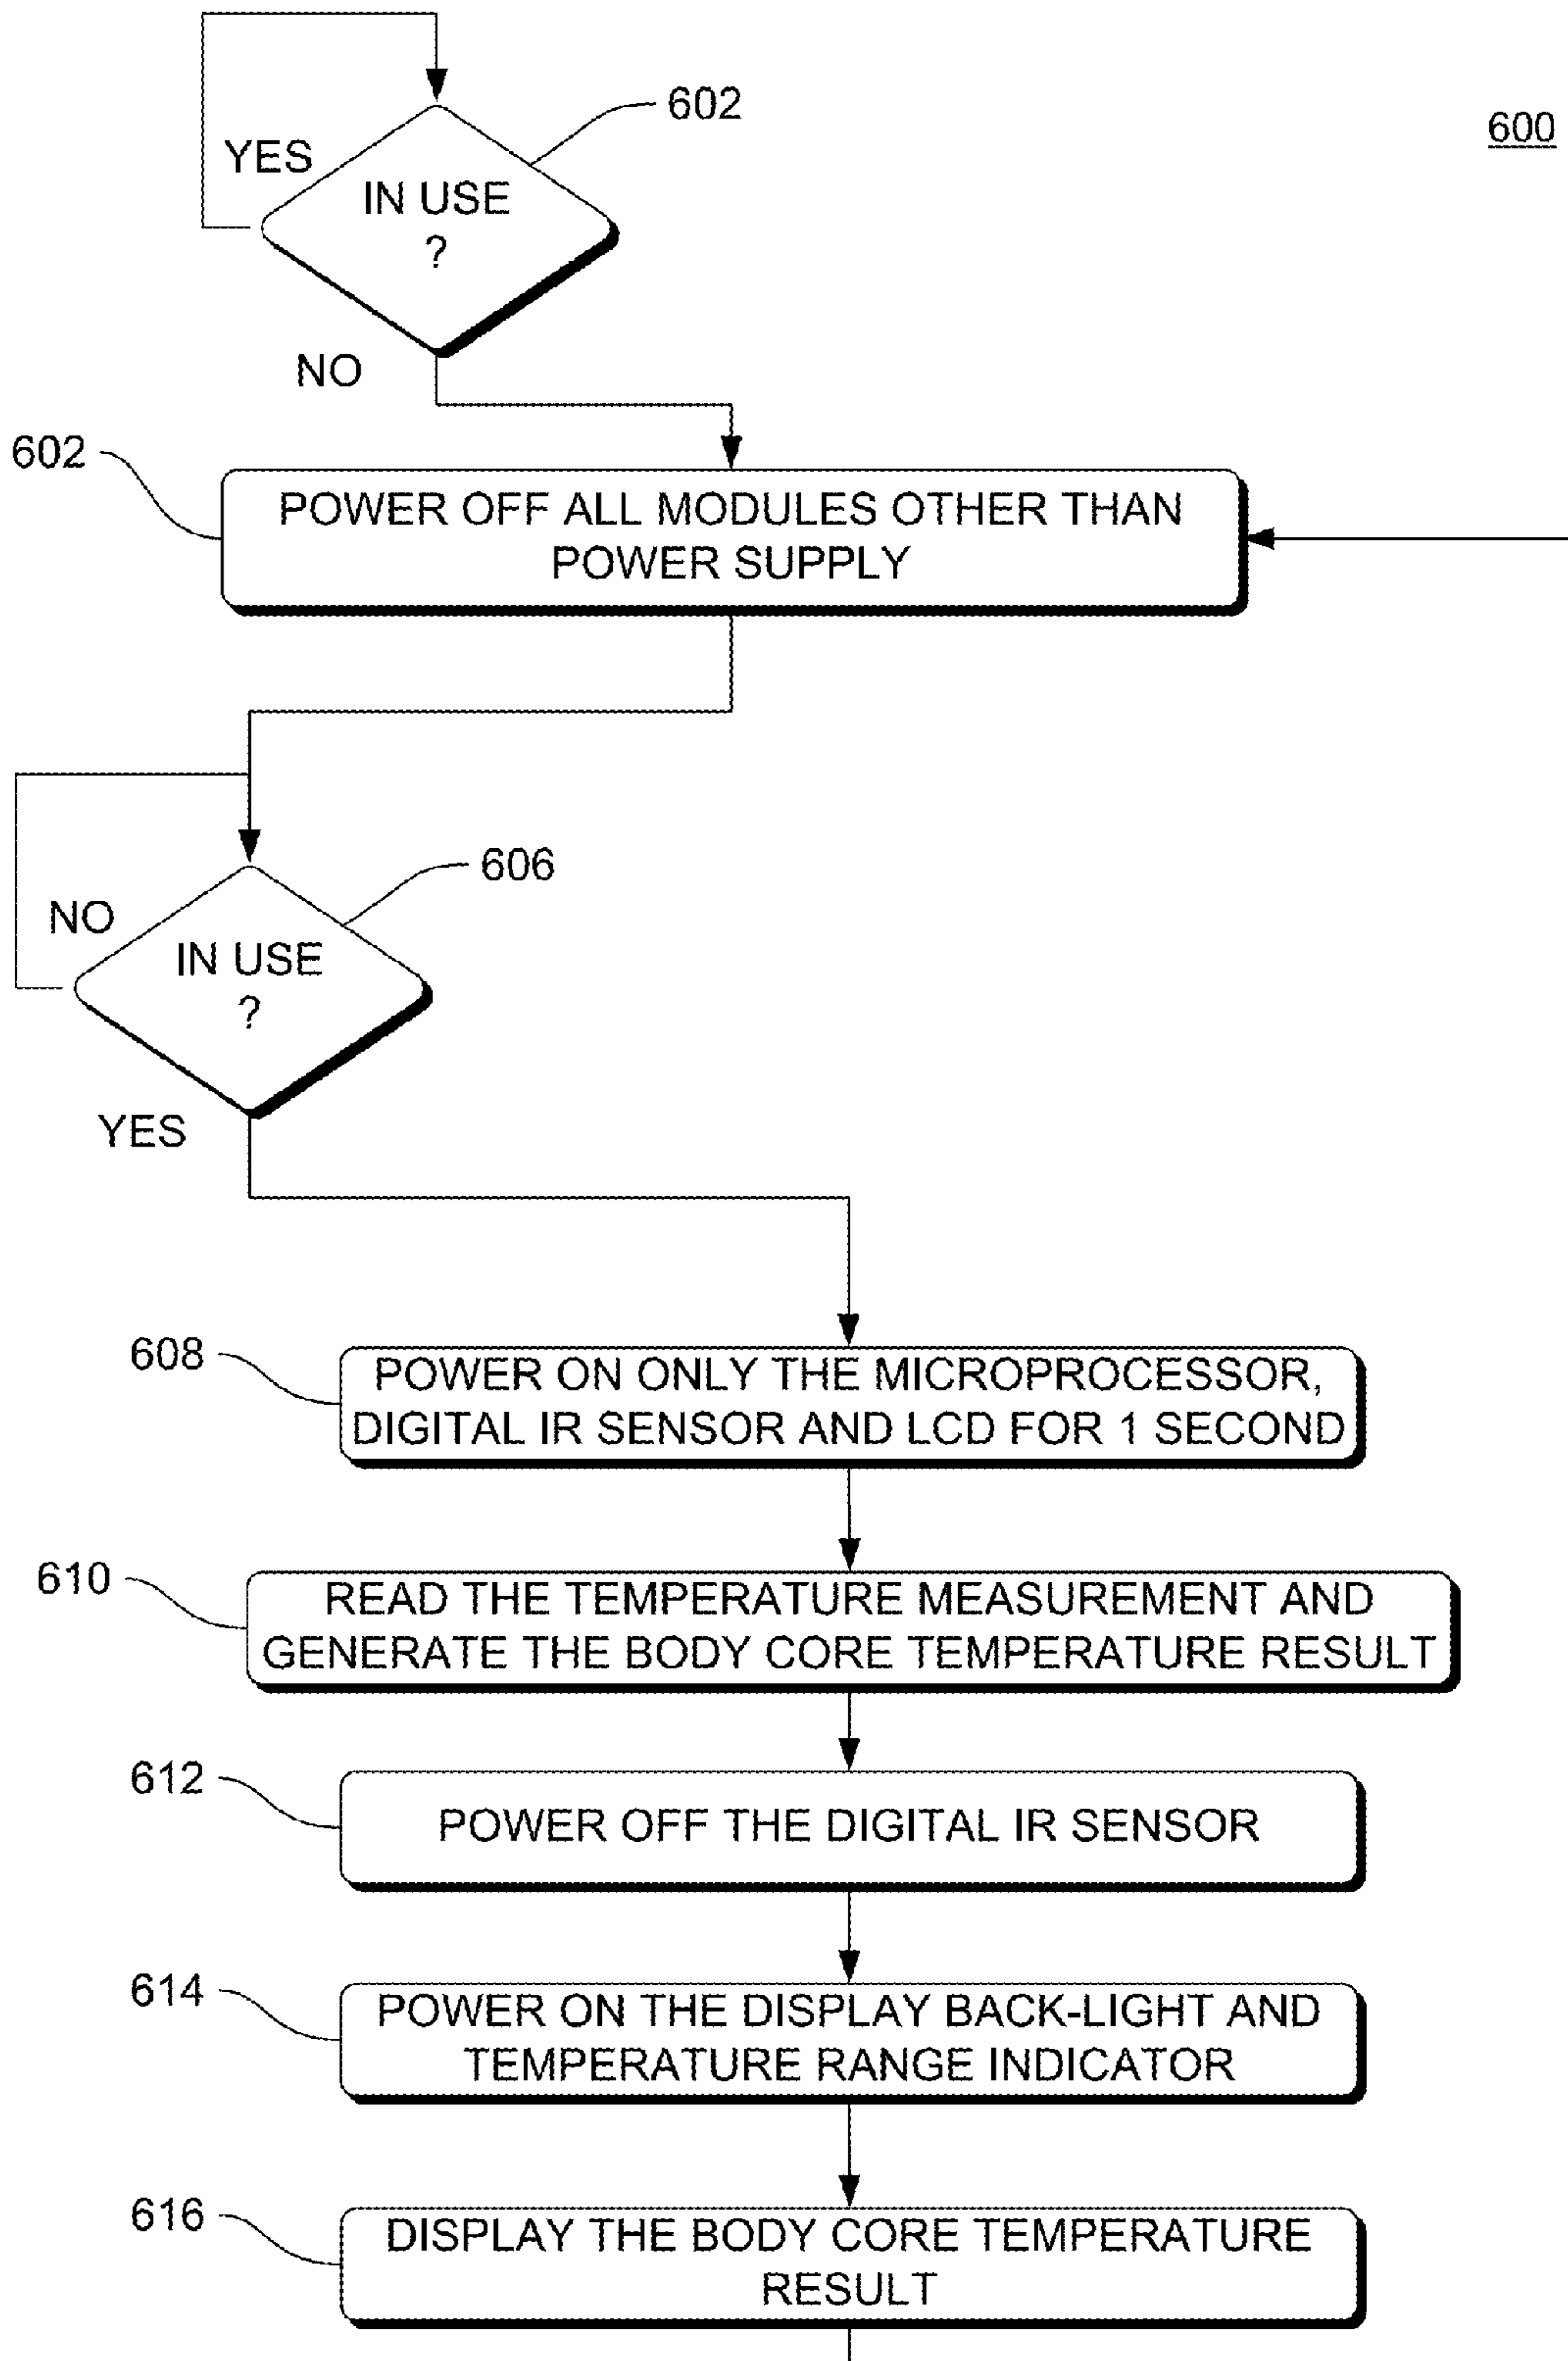 602
600
YES
IN USE
?
NO
602
POWER OFF ALL MODULES OTHER THAN
POWER SUPPLY
606
NO
IN USE
?
YES
608
POWER ON ONLY THE MICROPROCESSOR,
DIGITAL IR SENSOR AND LCD FOR 1 SECOND
610
READ THE TEMPERATURE MEASUREMENT AND
GENERATE THE BODY CORE TEMPERATURE RESULT
612
POWER OFF THE DIGITAL IR SENSOR
614
POWER ON THE DISPLAY BACK-LIGHT AND
TEMPERATURE RANGE INDICATOR
616
DISPLAY THE BODY CORE TEMPERATURE
RESULT